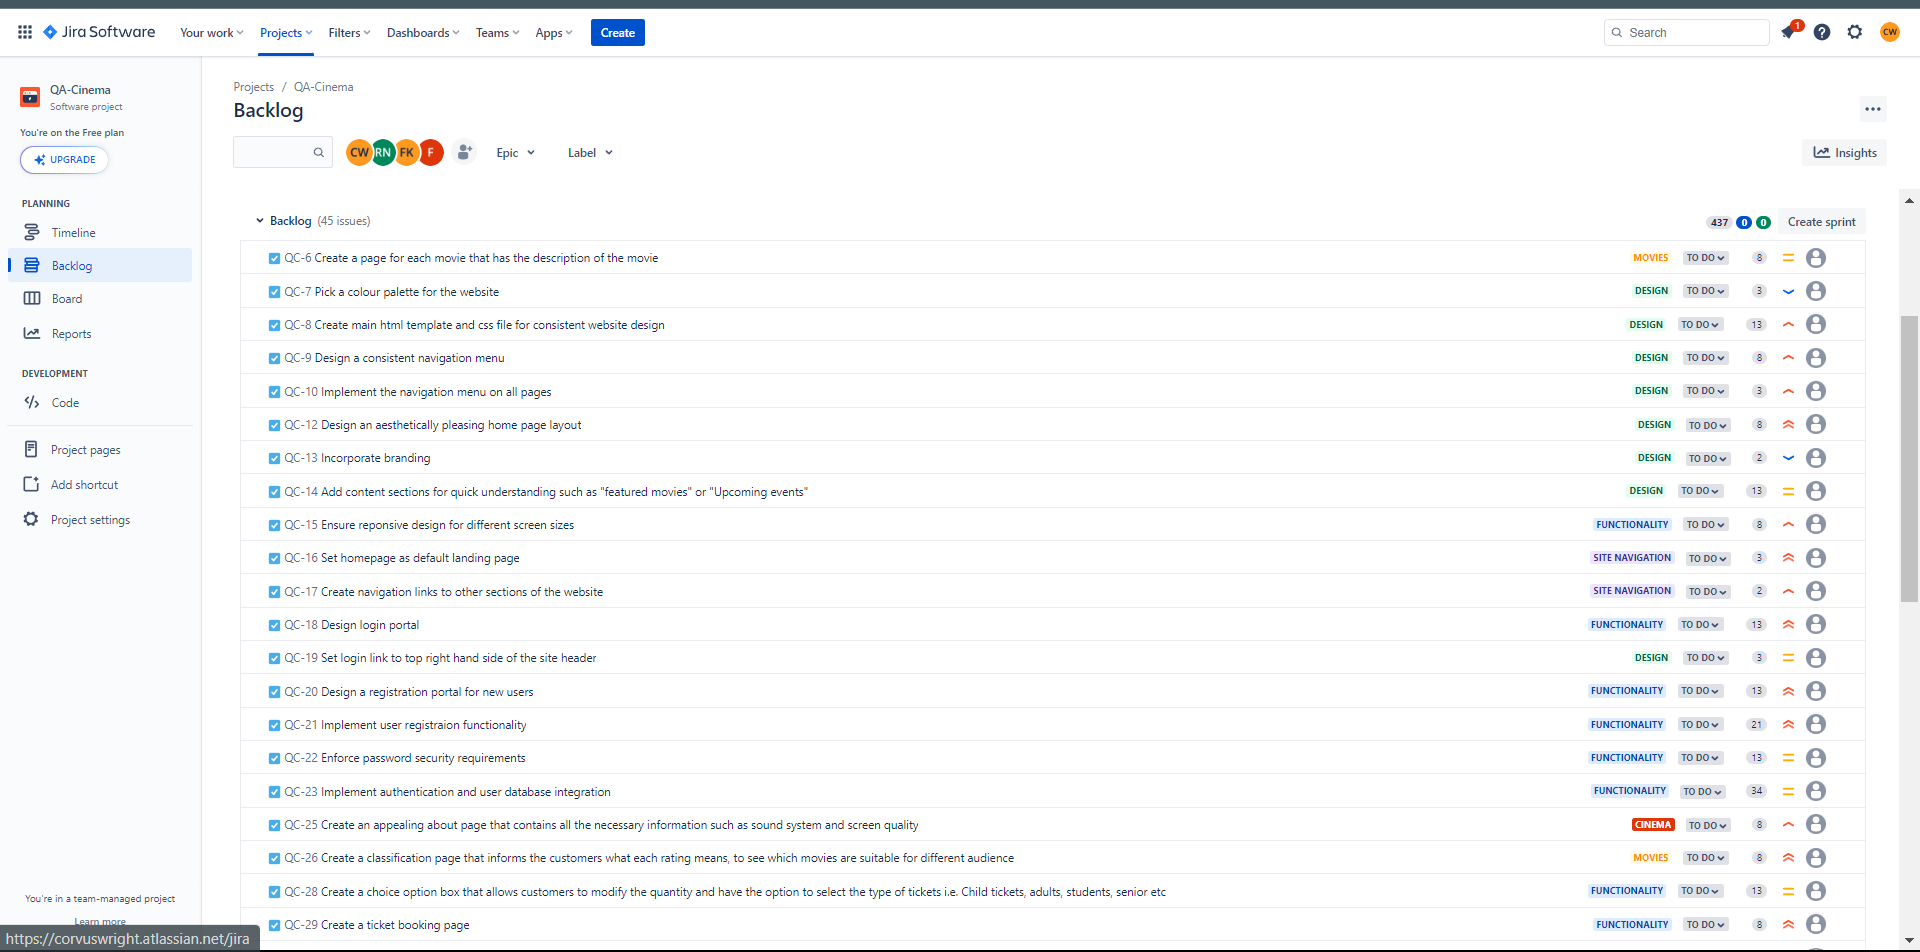 Jira Software Your work Projects Filters Dashboards Teams Apps Create Search 1 CW
QA-Cinema
Software project
You're on the Free plan
UPGRADE
PLANNING
Timeline
Backlog
Board
Reports
DEVELOPMENT
Code
Project pages
Add shortcut
Project settings
You're in a team-managed project
Learn more
https://corvuswright.atlassian.net/jira
Projects / QA-Cinema
Backlog
CW RN FK F Epic Label Insights
Backlog (45 issues) 437 0 0 Create sprint
QC-6 Create a page for each movie that has the description of the movie MOVIES TO DO 8
QC-7 Pick a colour palette for the website DESIGN TO DO 3
QC-8 Create main html template and css file for consistent website design DESIGN TO DO 13
QC-9 Design a consistent navigation menu DESIGN TO DO 8
QC-10 Implement the navigation menu on all pages DESIGN TO DO 3
QC-12 Design an aesthetically pleasing home page layout DESIGN TO DO 8
QC-13 Incorporate branding DESIGN TO DO 2
QC-14 Add content sections for quick understanding such as "featured movies" or "Upcoming events" DESIGN TO DO 13
QC-15 Ensure reponsive design for different screen sizes FUNCTIONALITY TO DO 8
QC-16 Set homepage as default landing page SITE NAVIGATION TO DO 3
QC-17 Create navigation links to other sections of the website SITE NAVIGATION TO DO 2
QC-18 Design login portal FUNCTIONALITY TO DO 13
QC-19 Set login link to top right hand side of the site header DESIGN TO DO 3
QC-20 Design a registration portal for new users FUNCTIONALITY TO DO 13
QC-21 Implement user registraion functionality FUNCTIONALITY TO DO 21
QC-22 Enforce password security requirements FUNCTIONALITY TO DO 13
QC-23 Implement authentication and user database integration FUNCTIONALITY TO DO 34
QC-25 Create an appealing about page that contains all the necessary information such as sound system and screen quality CINEMA TO DO 8
QC-26 Create a classification page that informs the customers what each rating means, to see which movies are suitable for different audience MOVIES TO DO 8
QC-28 Create a choice option box that allows customers to modify the quantity and have the option to select the type of tickets i.e. Child tickets, adults, students, senior etc FUNCTIONALITY TO DO 13
QC-29 Create a ticket booking page FUNCTIONALITY TO DO 8